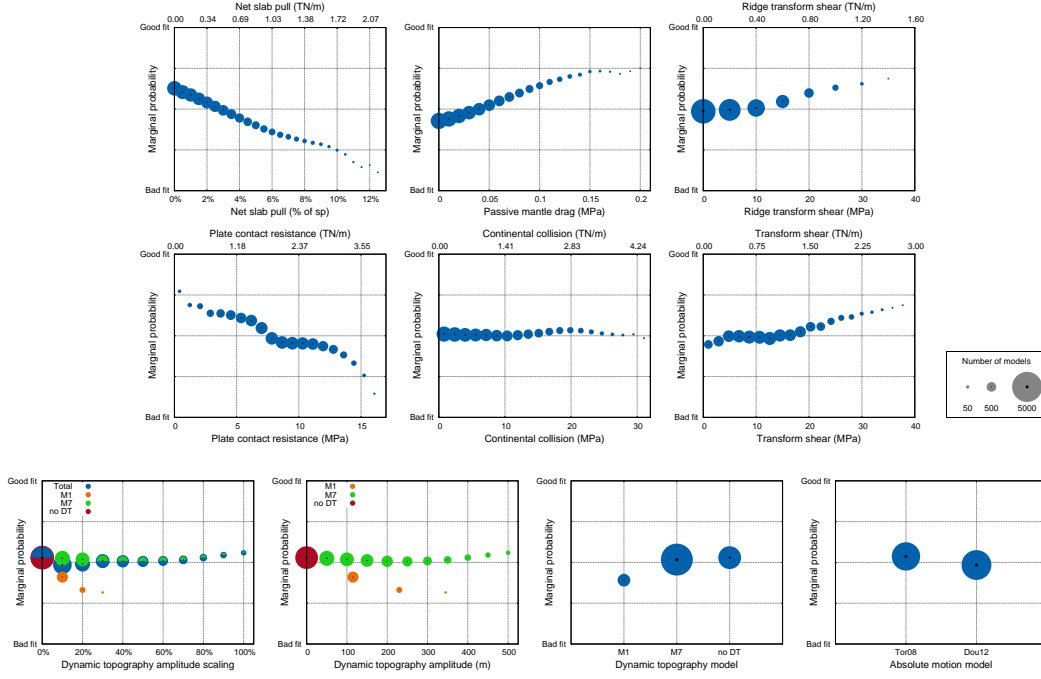 Net slab pull (TN/m)
0.00 0.34 0.69 1.03 1.38 1.72 2.07
Good fit
Marginal probability
Bad fit
0% 2% 4% 6% 8% 10% 12%
Net slab pull (% of sp)
Marginal probability
0 0.05 0.1 0.15 0.2
Passive mantle drag (MPa)
Ridge transform shear (TN/m)
0.00 0.40 0.80 1.20 1.60
Good fit
Marginal probability
Bad fit
0 10 20 30 40
Ridge transform shear (MPa)
Plate contact resistance (TN/m)
0.00 1.18 2.37 3.55
Good fit
Marginal probability
Bad fit
0 5 10 15
Plate contact resistance (MPa)
Continental collision (TN/m)
0.00 1.41 2.83 4.24
Marginal probability
0 10 20 30
Continental collision (MPa)
Transform shear (TN/m)
0.00 0.75 1.50 2.25 3.00
Good fit
Marginal probability
Bad fit
0 10 20 30 40
Transform shear (MPa)
Number of models
50 500 5000
Good fit
Marginal probability
Bad fit
Total
M1
M7
no DT
0% 20% 40% 60% 80% 100%
Dynamic topography amplitude scaling
Good fit
Marginal probability
Bad fit
M1
M7
no DT
0 100 200 300 400 500
Dynamic topography amplitude (m)
Good fit
Marginal probability
Bad fit
M1 M7 no DT
Dynamic topography model
Good fit
Marginal probability
Bad fit
Tor08 Dou12
Absolute motion model